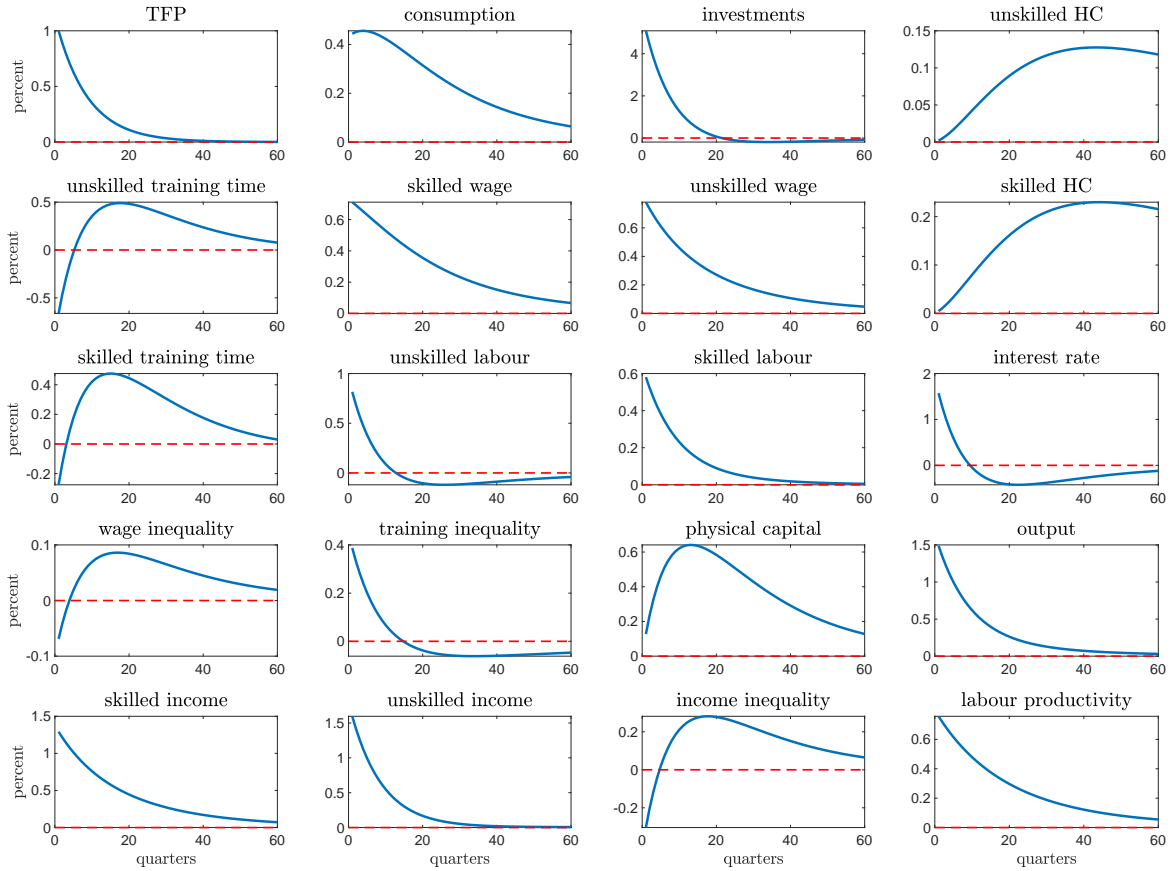 TFP
consumption
investments
unskilled HC
percent
1
0.5
0
0 20 40 60
0.4
0.2
0
0 20 40 60
4
2
0
0 20 40 60
0.15
0.1
0.05
0
0 20 40 60
unskilled training time
skilled wage
unskilled wage
skilled HC
percent
0.5
0
-0.5
0 20 40 60
0.6
0.4
0.2
0
0 20 40 60
0.6
0.4
0.2
0
0 20 40 60
0.2
0.1
0
0 20 40 60
skilled training time
unskilled labour
skilled labour
interest rate
percent
0.4
0.2
0
-0.2
0 20 40 60
1
0.5
0
0 20 40 60
0.6
0.4
0.2
0
0 20 40 60
2
1
0
0 20 40 60
wage inequality
training inequality
physical capital
output
percent
0.1
0
-0.1
0 20 40 60
0.4
0.2
0
0 20 40 60
0.6
0.4
0.2
0
0 20 40 60
1.5
1
0.5
0
0 20 40 60
skilled income
unskilled income
income inequality
labour productivity
percent
1.5
1
0.5
0
0 20 40 60
quarters
1.5
1
0.5
0
0 20 40 60
quarters
0.2
0
-0.2
0 20 40 60
quarters
0.6
0.4
0.2
0
0 20 40 60
quarters